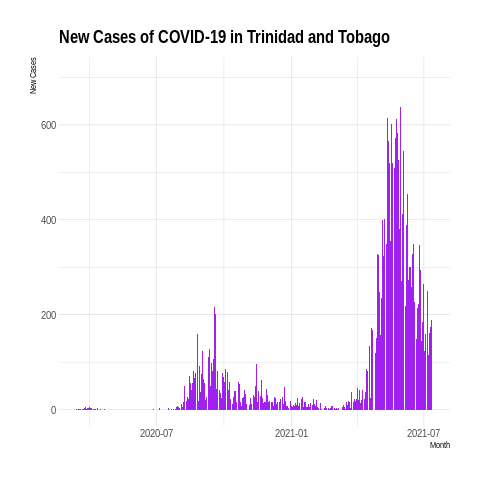 New Cases of COVID-19 in Trinidad and Tobago
New Cases
600
400
200
0
2020-07
2021-01
2021-07
Month